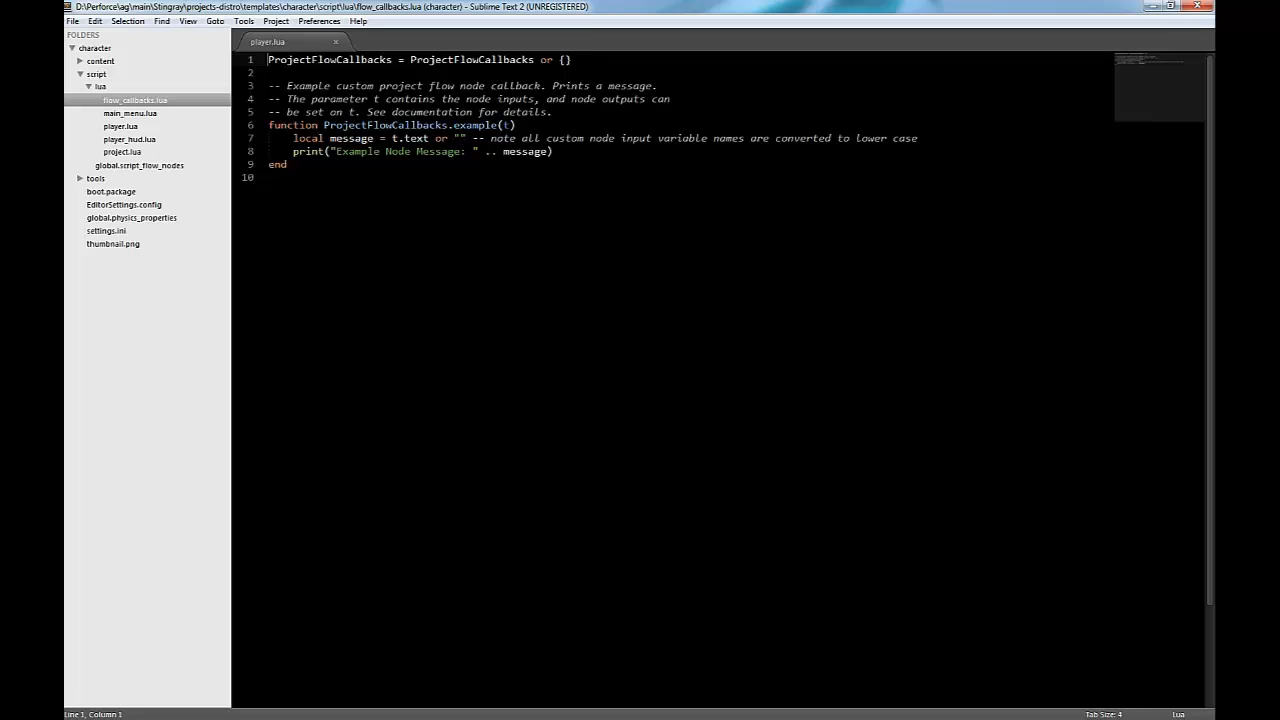 D:\Perforce\ag\main\Stingray\projects-distro\templates\character\script\lua\flow_callbacks.lua (character) - Sublime Text 2 (UNREGISTERED)
File Edit Selection Find View Goto Tools Project Preferences Help
FOLDERS
character
content
script
lua
flow_callbacks.lua
main_menu.lua
player.lua
player_hud.lua
project.lua
global.script_flow_nodes
tools
boot.package
EditorSettings.config
global.physics_properties
settings.ini
thumbnail.png
player.lua ×
1 ProjectFlowCallbacks = ProjectFlowCallbacks or {}
2
3 -- Example custom project flow node callback. Prints a message.
4 -- The parameter t contains the node inputs, and node outputs can
5 -- be set on t. See documentation for details.
6 function ProjectFlowCallbacks.example(t)
7 local message = t.text or "" -- note all custom node input variable names are converted to lower case
8 print("Example Node Message: " .. message)
9 end
10
Line 1, Column 1
Tab Size: 4
Lua